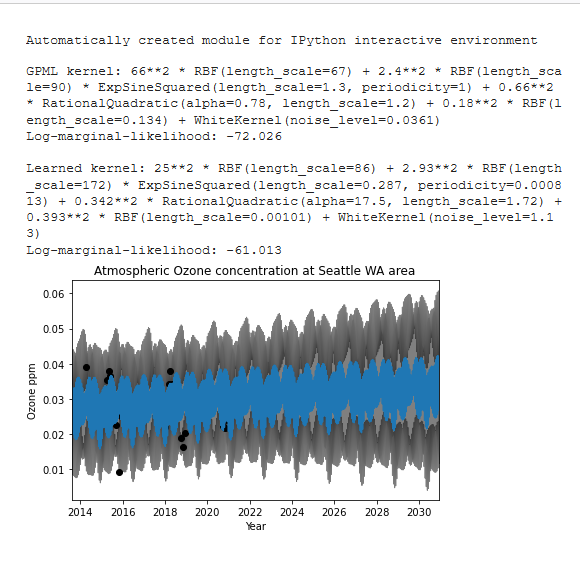 Automatically created module for IPython interactive environment
GPML kernel: 66**2 * RBF(length_scale=67) + 2.4**2 * RBF(length_sca
le=90) * ExpSineSquared(length_scale=1.3, periodicity=1) + 0.66**2
* RationalQuadratic(alpha=0.78, length_scale=1.2) + 0.18**2 * RBF(l
ength_scale=0.134) + WhiteKernel(noise_level=0.0361)
Log-marginal-likelihood: -72.026
Learned kernel: 25**2 * RBF(length_scale=86) + 2.93**2 * RBF(length
_scale=172) * ExpSineSquared(length_scale=0.287, periodicity=0.0008
13) + 0.342**2 * RationalQuadratic(alpha=17.5, length_scale=1.72) +
0.393**2 * RBF(length_scale=0.00101) + WhiteKernel(noise_level=1.1
3)
Log-marginal-likelihood: -61.013
Atmospheric Ozone concentration at Seattle WA area
0.06
0.05
0.04
0.03
0.02
0.01
Ozone ppm
2014 2016 2018 2020 2022 2024 2026 2028 2030
Year